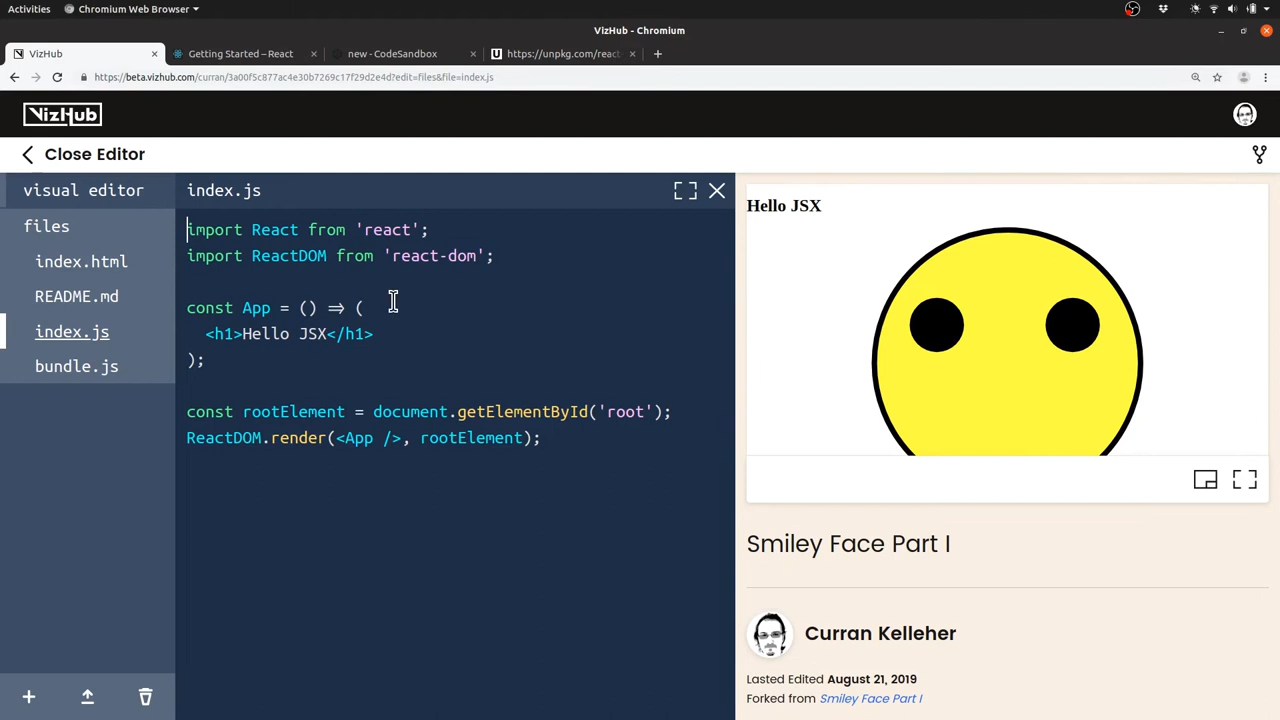 Activities
Chromium Web Browser
VizHub - Chromium
VizHub
Getting Started – React
new - CodeSandbox
https://unpkg.com/react
https://beta.vizhub.com/curran/3a00f5c877ac4e30b7269c17f29d2e4d?edit=files&file=index.js
VizHub
Close Editor
visual editor
files
index.html
README.md
index.js
bundle.js
index.js
import React from 'react';
import ReactDOM from 'react-dom';
const App = () => (
<h1>Hello JSX</h1>
);
const rootElement = document.getElementById('root');
ReactDOM.render(<App />, rootElement);
Hello JSX
Smiley Face Part I
Curran Kelleher
Lasted Edited August 21, 2019
Forked from Smiley Face Part I